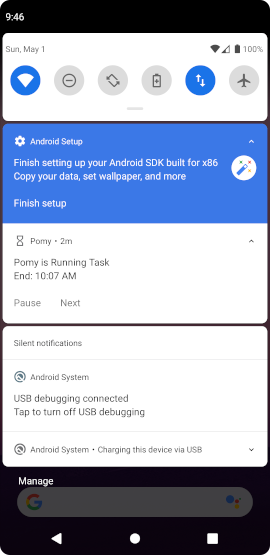 9:46
Sun, May 1
100%
Android Setup
Finish setting up your Android SDK built for x86
Copy your data, set wallpaper, and more
Finish setup
Pomy • 2m
Pomy is Running Task
End: 10:07 AM
Pause Next
Silent notifications
Android System
USB debugging connected
Tap to turn off USB debugging
Android System • Charging this device via USB
Manage